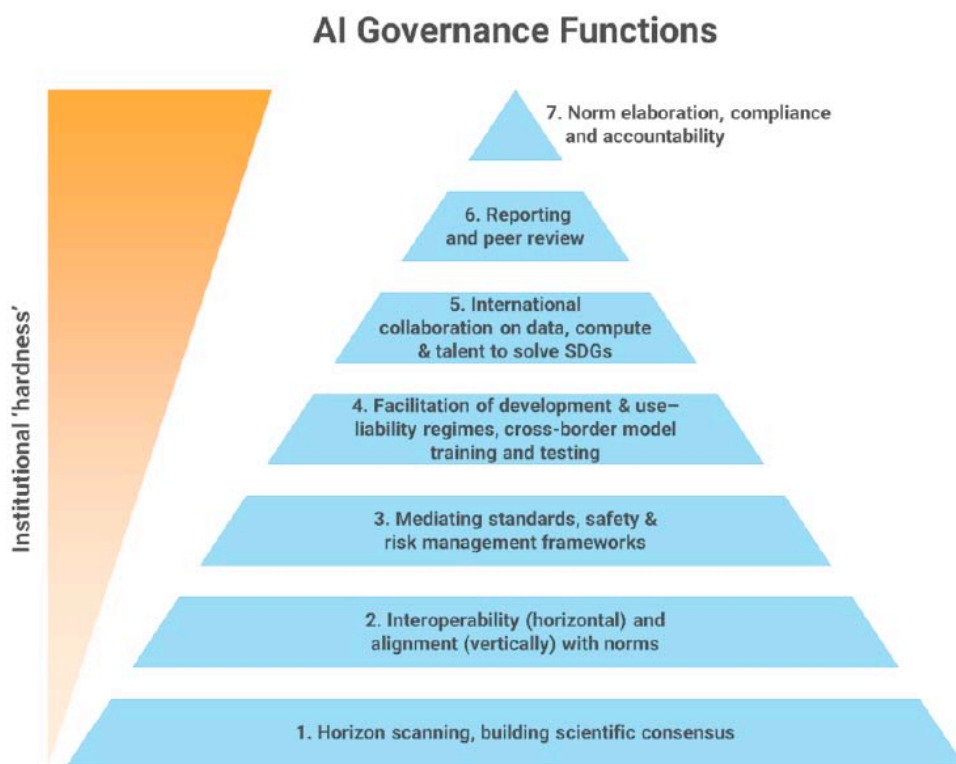 AI Governance Functions
Institutional 'hardness'
7. Norm elaboration, compliance
and accountability
6. Reporting
and peer review
5. International
collaboration on data, compute
& talent to solve SDGs
4. Facilitation of development & use–
liability regimes, cross-border model
training and testing
3. Mediating standards, safety &
risk management frameworks
2. Interoperability (horizontal) and
alignment (vertically) with norms
1. Horizon scanning, building scientific consensus